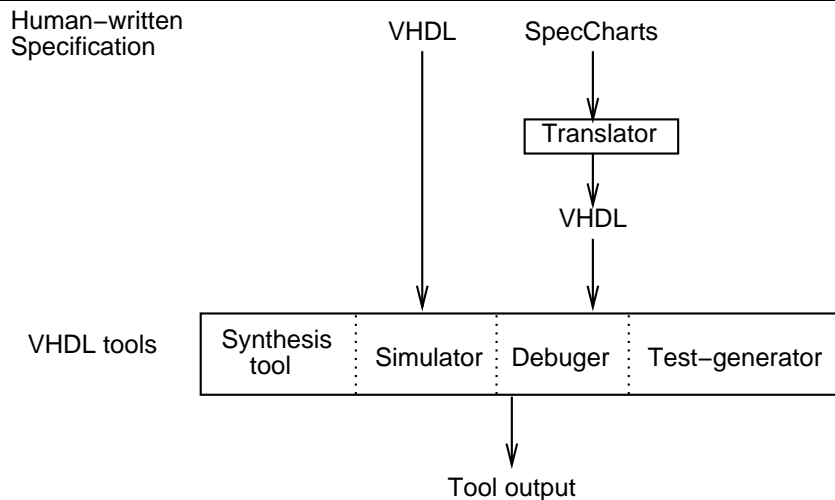 Human−written
Specification
VHDL
SpecCharts
Translator
VHDL
VHDL tools
Synthesis
tool
Simulator
Debuger
Test−generator
Tool output